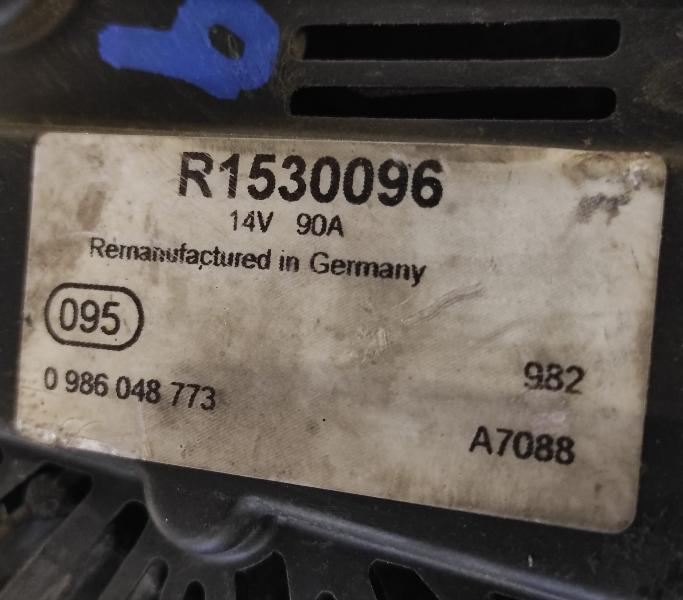 R1530096
14V 90A
Remanufactured in Germany
095
0 986 048 773
982
A7088